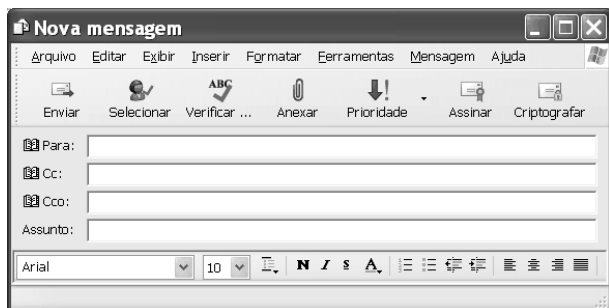 Nova mensagem
Arquivo Editar Exibir Inserir Formatar Ferramentas Mensagem Ajuda
ABC
Enviar Selecionar Verificar ... Anexar Prioridade Assinar Criptografar
Para:
Cc:
Cco:
Assunto:
Arial 10 N I S A